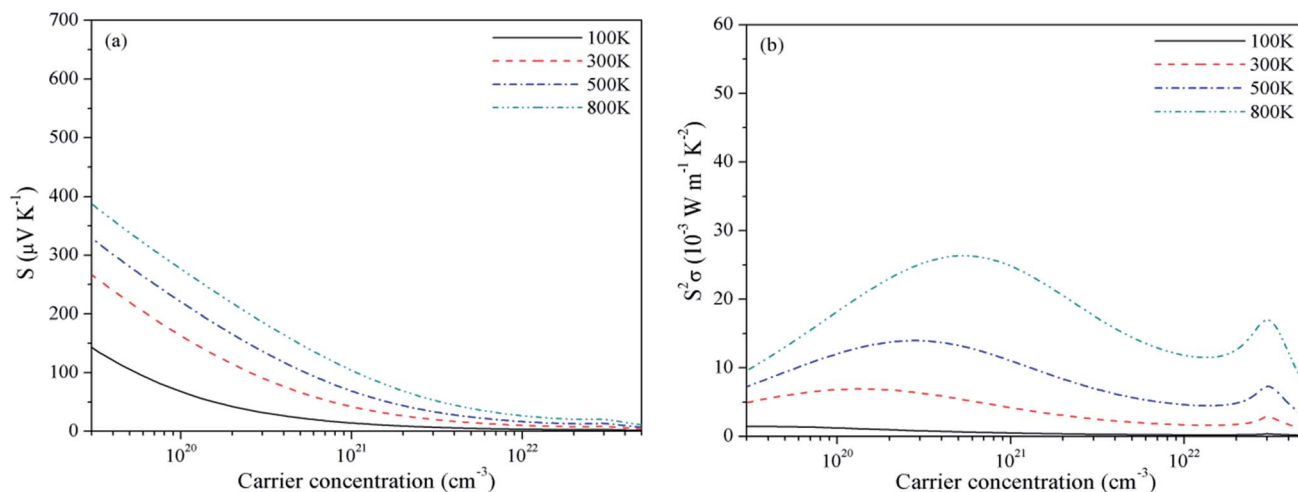 (a)
100K
300K
500K
800K
700
600
500
400
300
200
100
0
S (μV K⁻¹)
10²⁰
10²¹
10²²
Carrier concentration (cm⁻³)
(b)
100K
300K
500K
800K
60
50
40
30
20
10
0
S²σ (10⁻³ W m⁻¹ K⁻²)
10²⁰
10²¹
10²²
Carrier concentration (cm⁻³)